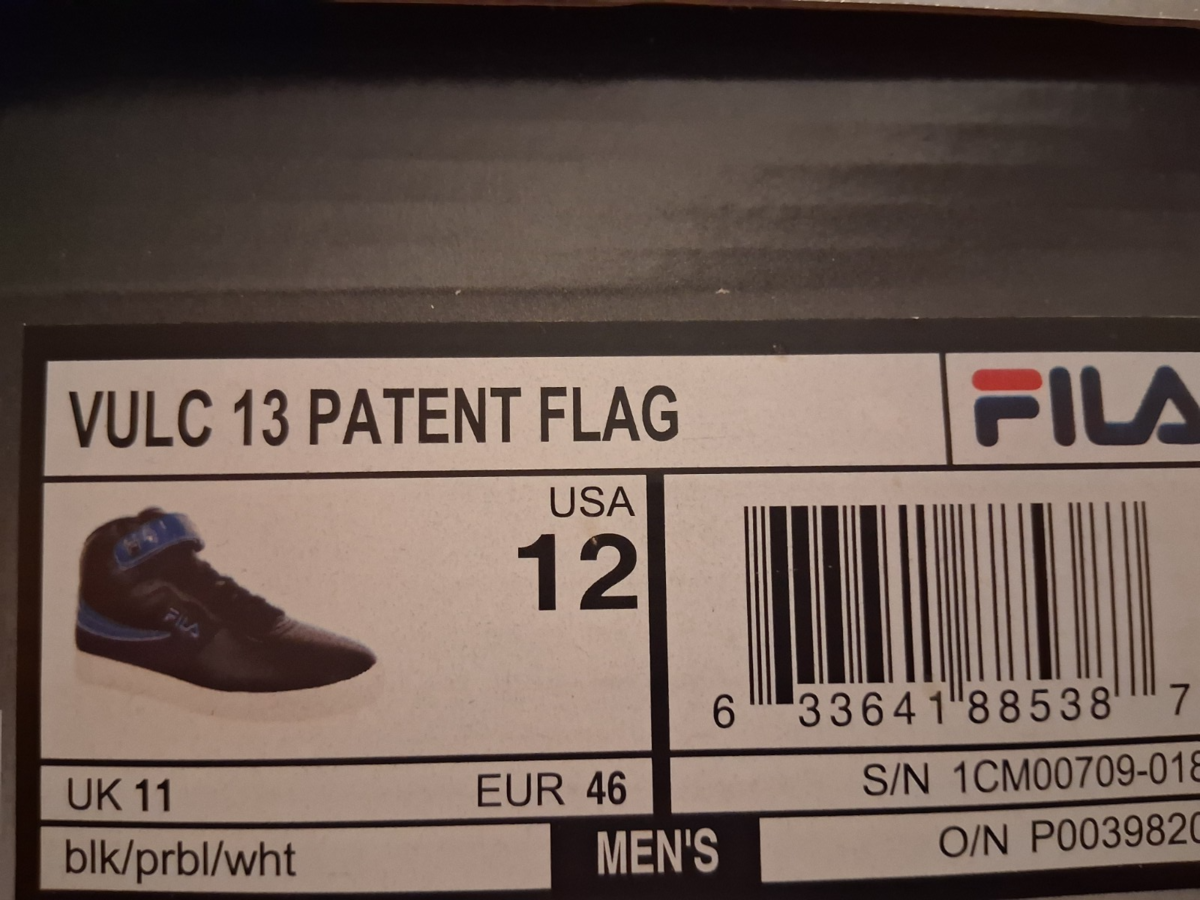 VULC 13 PATENT FLAG
FILA
USA
12
FILA
6 33641 88538 7
UK 11
EUR 46
S/N 1CM00709-018
blk/prbl/wht
MEN'S
O/N P0039820